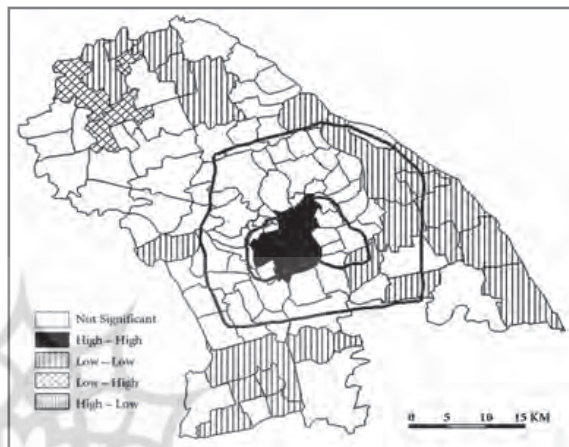 Not Significant
High – High
Low – Low
Low – High
High – Low
0 5 10 15 KM